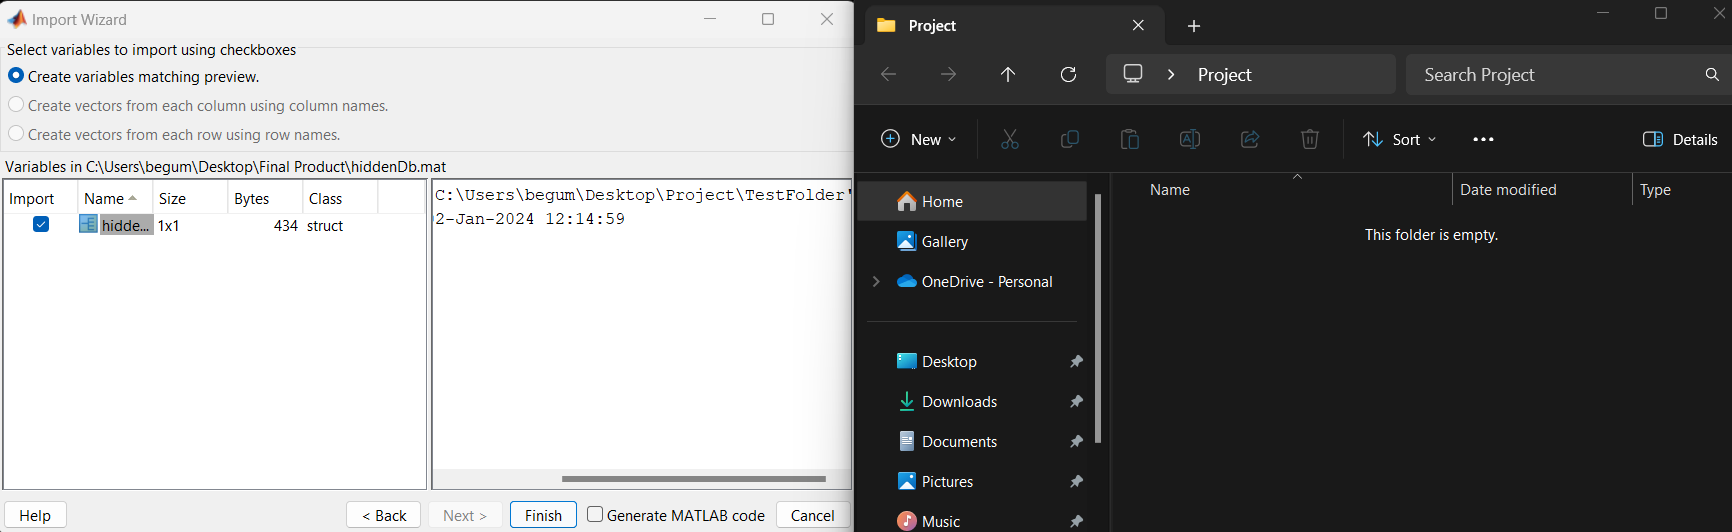 Import Wizard
Select variables to import using checkboxes
Create variables matching preview.
Create vectors from each column using column names.
Create vectors from each row using row names.
Variables in C:\Users\begum\Desktop\Final Product\hiddenDb.mat
Import Name Size Bytes Class
hidde... 1x1 434 struct
C:\Users\begum\Desktop\Project\TestFolder'
2-Jan-2024 12:14:59
Help < Back Next > Finish Generate MATLAB code Cancel
Project
Project Search Project
New Sort Details
Home
Gallery
OneDrive - Personal
Desktop
Downloads
Documents
Pictures
Music
Name Date modified Type
This folder is empty.